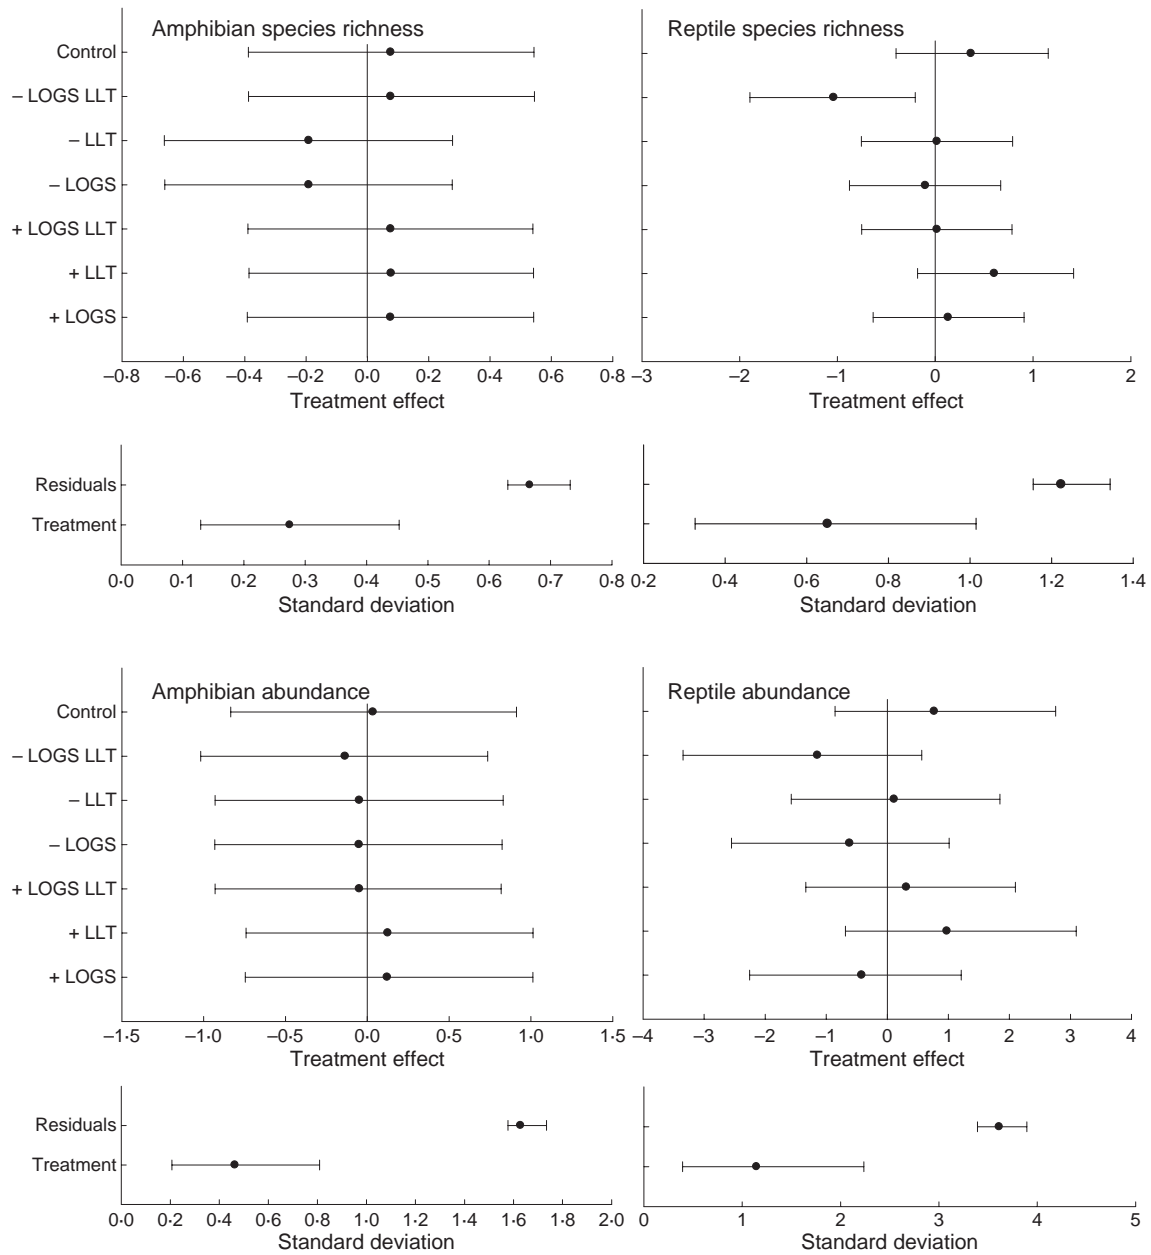 Amphibian species richness
Reptile species richness
Control
– LOGS LLT
– LLT
– LOGS
+ LOGS LLT
+ LLT
+ LOGS
–0·8 –0·6 –0·4 –0·2 0·0 0·2 0·4 0·6 0·8
–3 –2 –1 0 1 2
Treatment effect
Treatment effect
Residuals
Treatment
0·0 0·1 0·2 0·3 0·4 0·5 0·6 0·7 0·8
0·2 0·4 0·6 0·8 1·0 1·2 1·4
Standard deviation
Standard deviation
Amphibian abundance
Reptile abundance
Control
– LOGS LLT
– LLT
– LOGS
+ LOGS LLT
+ LLT
+ LOGS
–1·5 –1·0 –0·5 0·0 0·5 1·0 1·5
–4 –3 –2 –1 0 1 2 3 4
Treatment effect
Treatment effect
Residuals
Treatment
0·0 0·2 0·4 0·6 0·8 1·0 1·2 1·4 1·6 1·8 2·0
0 1 2 3 4 5
Standard deviation
Standard deviation